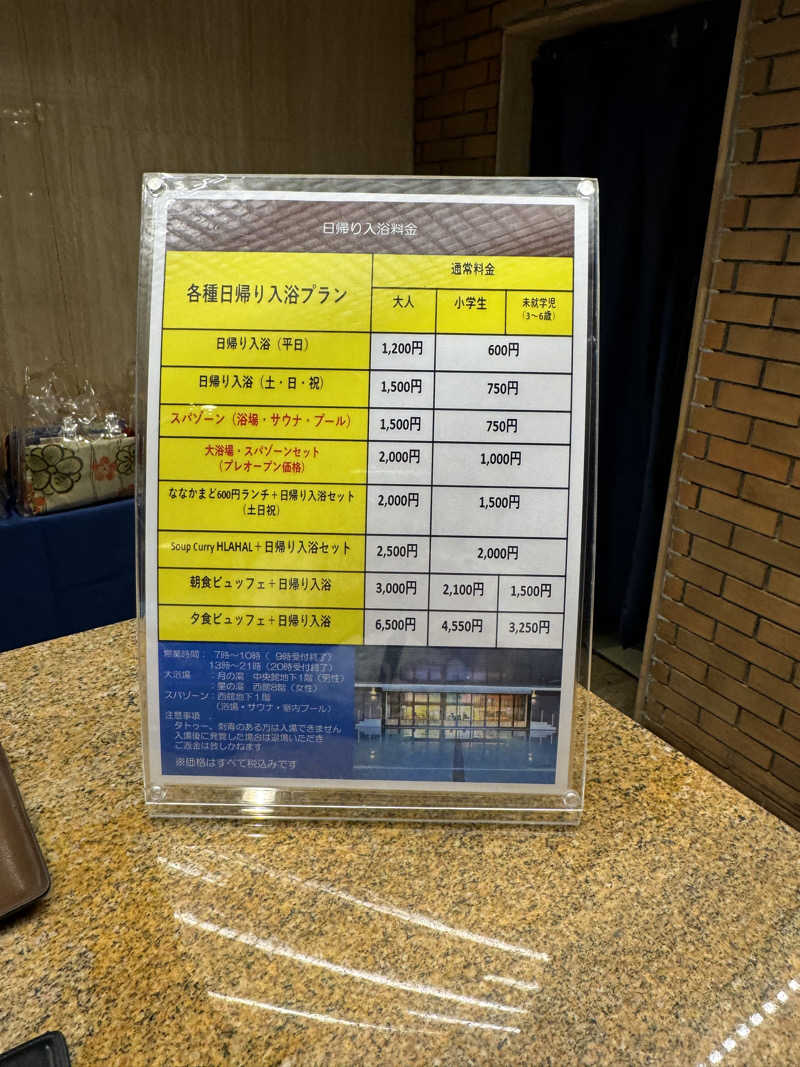 日帰り入浴料金
各種日帰り入浴プラン
通常料金
大人 小学生 未就学児
(3~6歳)
日帰り入浴(平日) 1,200円 600円
日帰り入浴(土・日・祝) 1,500円 750円
スパゾーン(浴場・サウナ・プール) 1,500円 750円
大浴場・スパゾーンセット
(プレオープン価格) 2,000円 1,000円
ななかまど600円ランチ+日帰り入浴セット
(土日祝) 2,000円 1,500円
Soup Curry HLAHAL+日帰り入浴セット 2,500円 2,000円
朝食ビュッフェ+日帰り入浴 3,000円 2,100円 1,500円
夕食ビュッフェ+日帰り入浴 6,500円 4,550円 3,250円
営業時間: 7時~10時( 9時受付終了)
13時~21時(20時受付終了)
大浴場 :月の湯 中央館地下1階(男性)
:星の湯 西館8階(女性)
スパゾーン:西館地下1階
(浴場・サウナ・室内プール)
注意事項
タトゥー、刺青のある方は入場できません
入場後に発覚した場合は退場いただき
ご返金は致しかねます
※価格はすべて税込みです